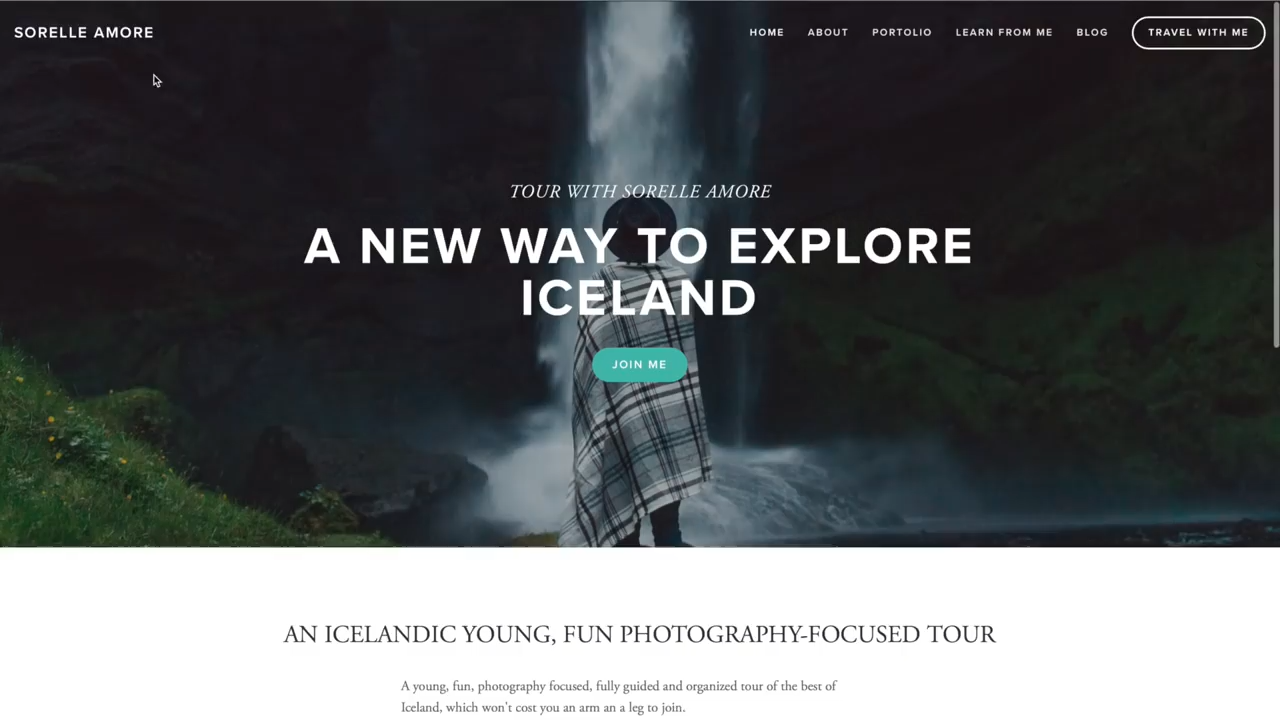 SORELLE AMORE
HOME ABOUT PORTOLIO LEARN FROM ME BLOG TRAVEL WITH ME
TOUR WITH SORELLE AMORE
A NEW WAY TO EXPLORE
ICELAND
JOIN ME
AN ICELANDIC YOUNG, FUN PHOTOGRAPHY-FOCUSED TOUR
A young, fun, photography focused, fully guided and organized tour of the best of
Iceland, which won't cost you an arm an a leg to join.